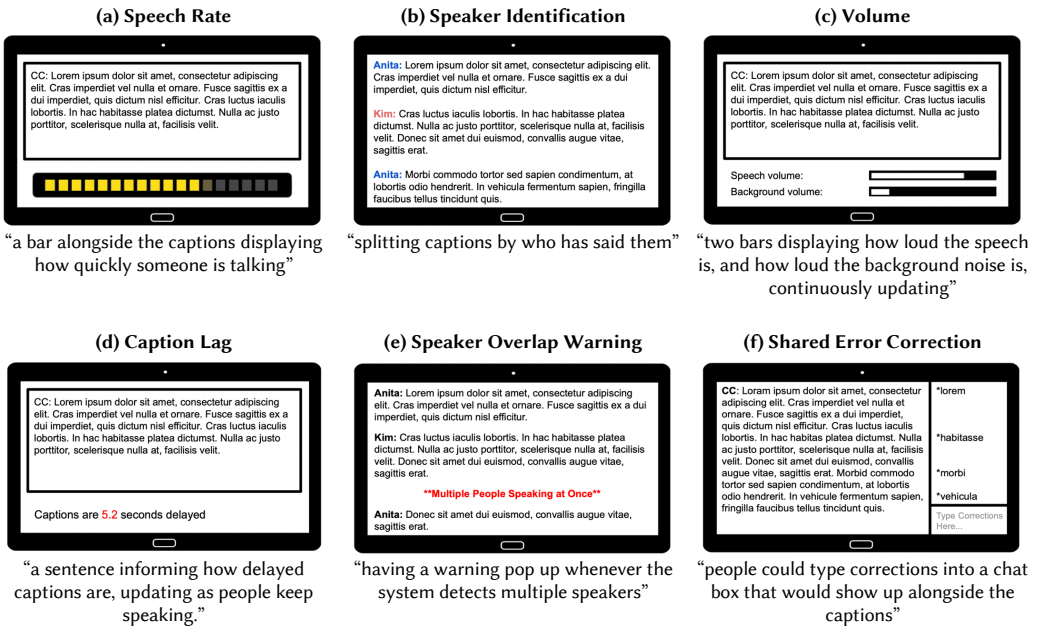 (a) Speech Rate
CC: Lorem ipsum dolor sit amet, consectetur adipiscing
elit. Cras imperdiet vel nulla et ornare. Fusce sagittis ex a
dui imperdiet, quis dictum nisl efficitur. Cras luctus iaculis
lobortis. In hac habitasse platea dictumst. Nulla ac justo
porttitor, scelerisque nulla at, facilisis velit.
“a bar alongside the captions displaying
how quickly someone is talking”
(b) Speaker Identification
Anita: Lorem ipsum dolor sit amet, consectetur adipiscing elit.
Cras imperdiet vel nulla et ornare. Fusce sagittis ex a dui
imperdiet, quis dictum nisl efficitur.
Kim: Cras luctus iaculis lobortis. In hac habitasse platea
dictumst. Nulla ac justo porttitor, scelerisque nulla at, facilisis
velit. Donec sit amet dui euismod, convallis augue vitae,
sagittis erat.
Anita: Morbi commodo tortor sed sapien condimentum, at
lobortis odio hendrerit. In vehicula fermentum sapien, fringilla
faucibus tellus tincidunt quis.
“splitting captions by who has said them”
(c) Volume
CC: Lorem ipsum dolor sit amet, consectetur adipiscing
elit. Cras imperdiet vel nulla et ornare. Fusce sagittis ex a
dui imperdiet, quis dictum nisl efficitur. Cras luctus iaculis
lobortis. In hac habitasse platea dictumst. Nulla ac justo
porttitor, scelerisque nulla at, facilisis velit.
Speech volume:
Background volume:
“two bars displaying how loud the speech
is, and how loud the background noise is,
continuously updating”
(d) Caption Lag
CC: Lorem ipsum dolor sit amet, consectetur adipiscing
elit. Cras imperdiet vel nulla et ornare. Fusce sagittis ex a
dui imperdiet, quis dictum nisl efficitur. Cras luctus iaculis
lobortis. In hac habitasse platea dictumst. Nulla ac justo
porttitor, scelerisque nulla at, facilisis velit.
Captions are 5.2 seconds delayed
“a sentence informing how delayed
captions are, updating as people keep
speaking.”
(e) Speaker Overlap Warning
Anita: Lorem ipsum dolor sit amet, consectetur adipiscing
elit. Cras imperdiet vel nulla et ornare. Fusce sagittis ex a dui
imperdiet, quis dictum nisl efficitur.
Kim: Cras luctus iaculis lobortis. In hac habitasse platea
dictumst. Nulla ac justo porttitor, scelerisque nulla at, facilisis
velit. Donec sit amet dui euismod, convallis augue vitae,
sagittis erat.
**Multiple People Speaking at Once**
Anita: Donec sit amet dui euismod, convallis augue vitae,
sagittis erat.
“having a warning pop up whenever the
system detects multiple speakers”
(f) Shared Error Correction
CC: Loram ipsum dolor sit amet, consectetur
adipiscing elit. Cras imperdiet vel nulla et
ornare. Fusce sagittis ex a dui imperdiet,
quis dictum nisl efficitur. Cras luctus iaculis
lobortis. In hac habitas platea dictumst. Nulla
ac justo porttitor, scelerisque nulla at, facilisis
velit. Donec sit amet dui euismod, convallis
augue vitae, sagittis erat. Morbid commodo
tortor sed sapien condimentum, at lobortis
odio hendrerit. In vehicule fermentum sapien,
fringilla faucibus tellus tincidunt quis.
*lorem
*habitasse
*morbi
*vehicula
Type Corrections
Here...
“people could type corrections into a chat
box that would show up alongside the
captions”